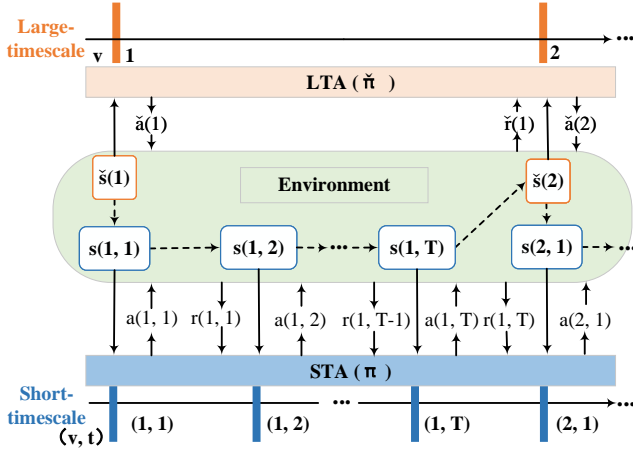 Large-
timescale v 1 2 ...
LTA ( π̌ )
ǎ(1) ř(1) ǎ(2)
š(1) Environment š(2)
s(1, 1) s(1, 2) ... s(1, T) s(2, 1) ...
a(1, 1) r(1, 1) a(1, 2) r(1, T-1) a(1, T) r(1, T) a(2, 1)
STA ( π )
Short-
timescale ... ...
(v, t) (1, 1) (1, 2) (1, T) (2, 1)